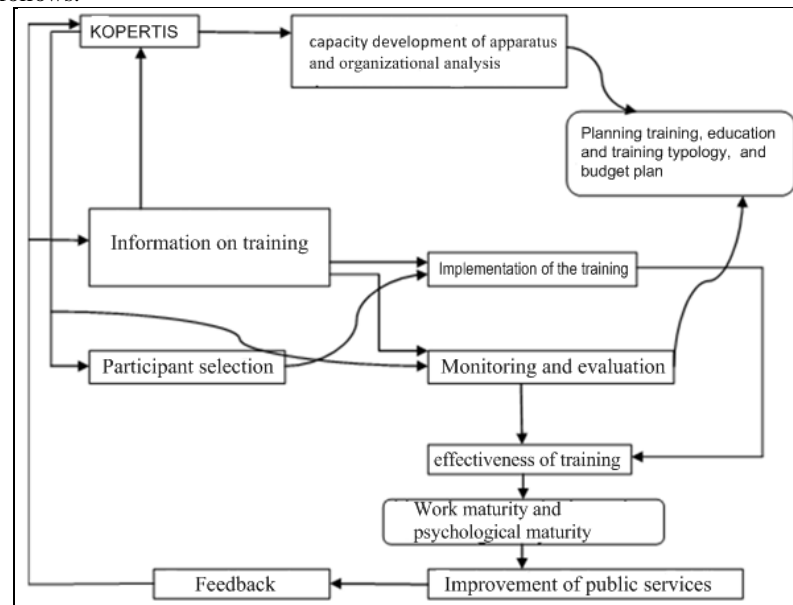 follows:
KOPERTIS
capacity development of apparatus
and organizational analysis
Planning training, education
and training typology, and
budget plan
Information on training
Implementation of the training
Participant selection
Monitoring and evaluation
effectiveness of training
Work maturity and
psychological maturity
Feedback
Improvement of public services